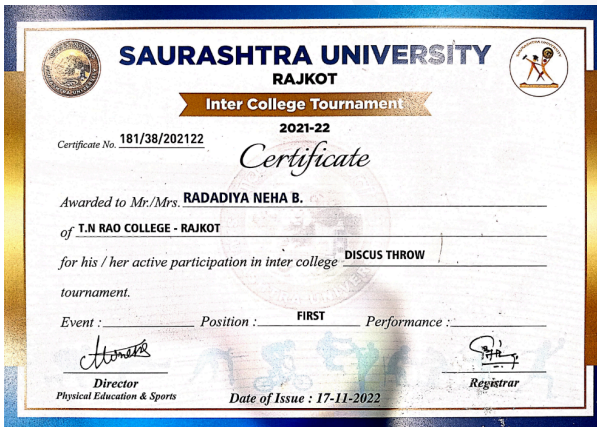 SAURASHTRA UNIVERSITY
RAJKOT
Inter College Tournament
2021-22
Certificate No. 181/38/202122
Certificate
Awarded to Mr./Mrs. RADADIYA NEHA B.
of T.N RAO COLLEGE - RAJKOT
for his / her active participation in inter college DISCUS THROW
tournament.
Event : Position : FIRST Performance :
Director Registrar
Physical Education & Sports
Date of Issue : 17-11-2022